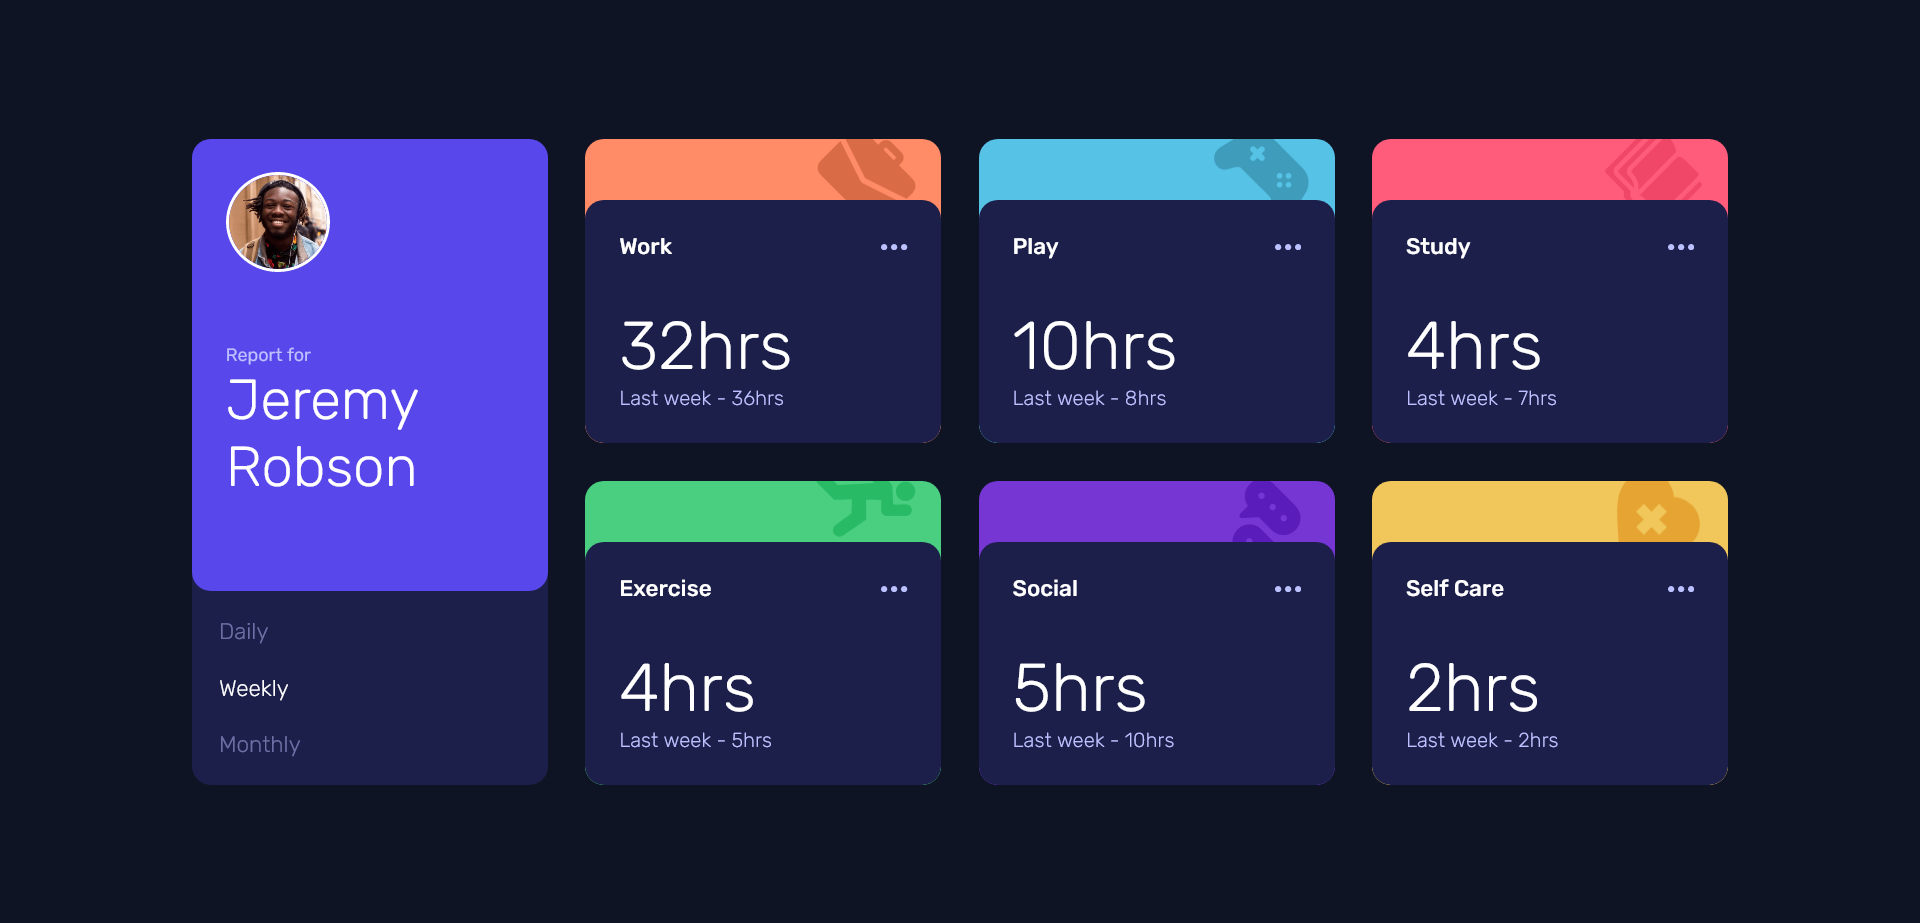 Report for
Jeremy
Robson
Daily
Weekly
Monthly
Work
32hrs
Last week - 36hrs
Play
10hrs
Last week - 8hrs
Study
4hrs
Last week - 7hrs
Exercise
4hrs
Last week - 5hrs
Social
5hrs
Last week - 10hrs
Self Care
2hrs
Last week - 2hrs